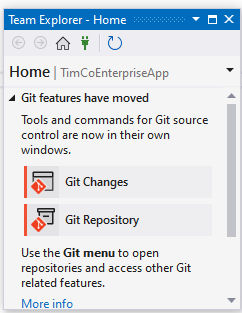 Team Explorer - Home
Home | TimCoEnterpriseApp
Git features have moved
Tools and commands for Git source
control are now in their own
windows.
Git Changes
Git Repository
Use the Git menu to open
repositories and access other Git
related features.
More info